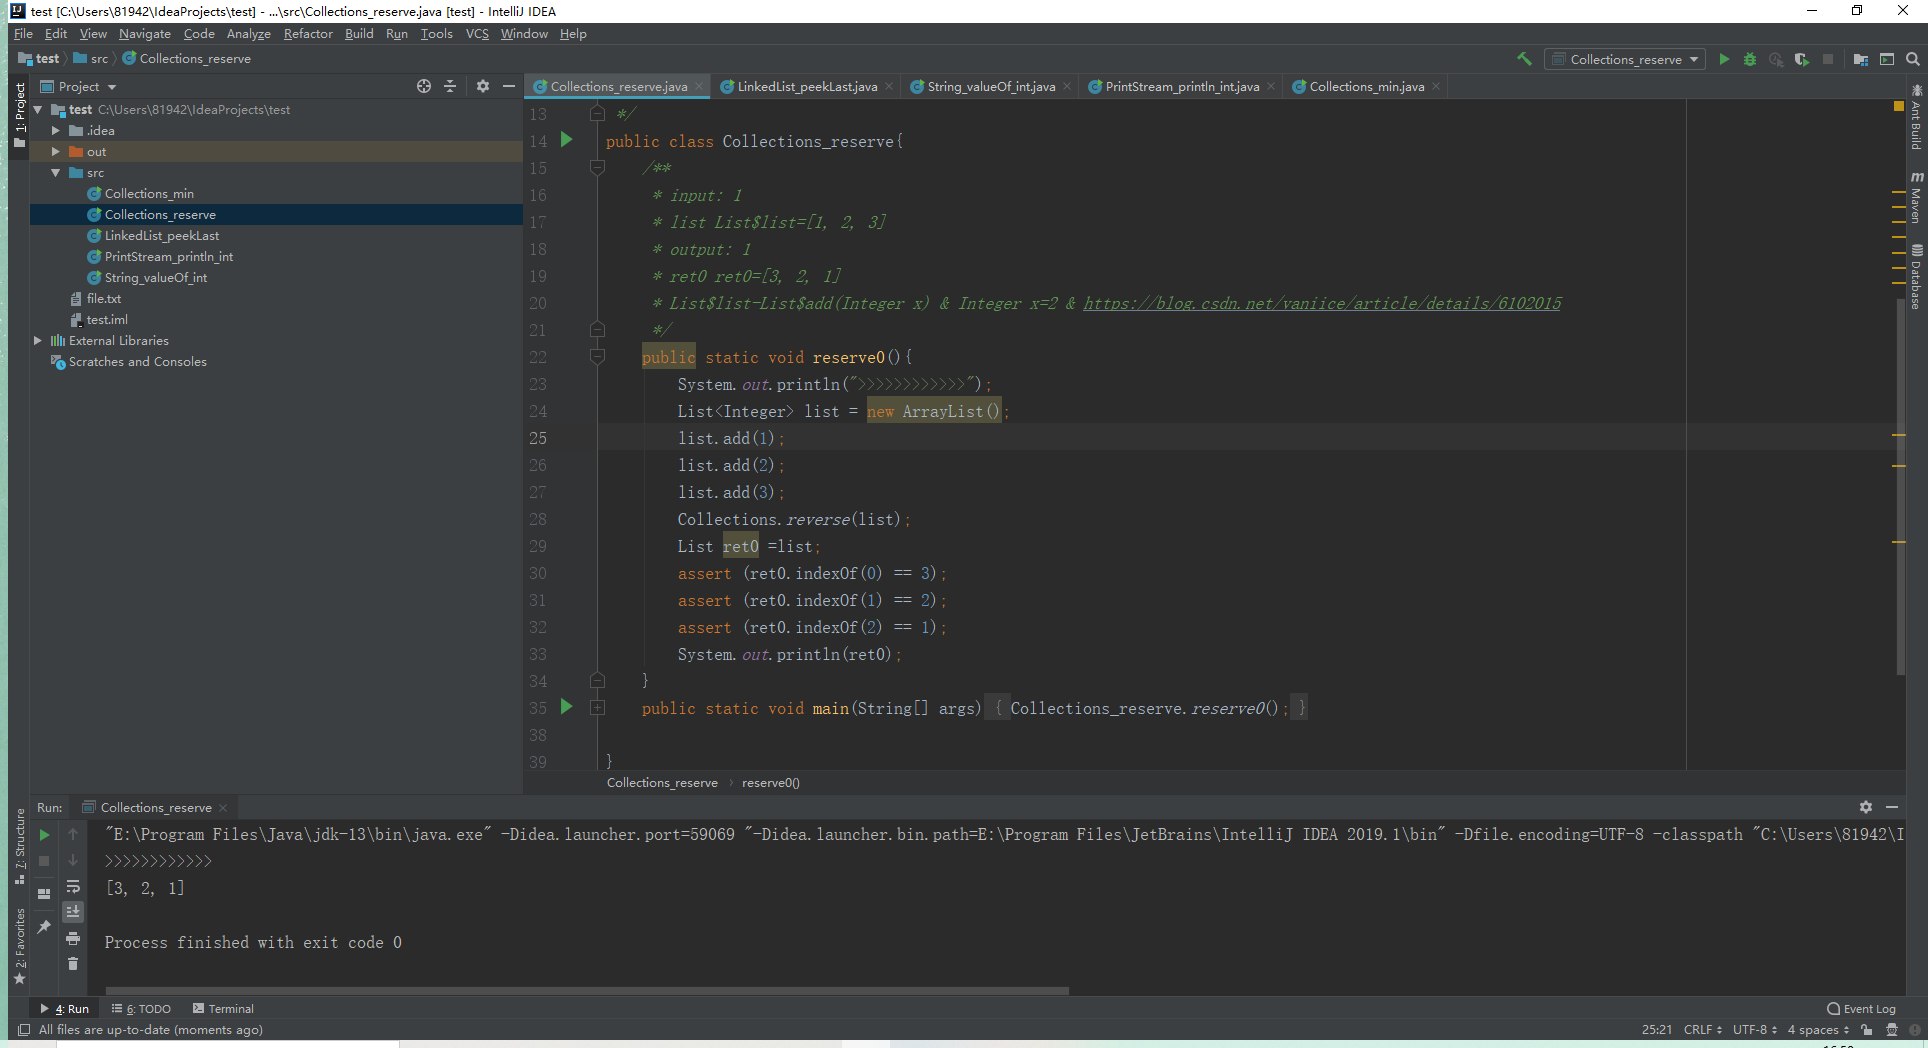 test [C:\Users\81942\IdeaProjects\test] - ...\src\Collections_reserve.java [test] - IntelliJ IDEA
File Edit View Navigate Code Analyze Refactor Build Run Tools VCS Window Help
test src Collections_reserve
Collections_reserve
Project
Collections_reserve.java LinkedList_peekLast.java String_valueOf_int.java PrintStream_println_int.java Collections_min.java
1: Project
test C:\Users\81942\IdeaProjects\test
.idea
out
src
Collections_min
Collections_reserve
LinkedList_peekLast
PrintStream_println_int
String_valueOf_int
file.txt
test.iml
External Libraries
Scratches and Consoles
13 */
14 public class Collections_reserve{
15 /**
16 * input: 1
17 * list List$list=[1, 2, 3]
18 * output: 1
19 * ret0 ret0=[3, 2, 1]
20 * List$list-List$add(Integer x) & Integer x=2 & https://blog.csdn.net/vaniice/article/details/6102015
21 */
22 public static void reserve0(){
23 System.out.println(">>>>>>>>>>>>");
24 List<Integer> list = new ArrayList();
25 list.add(1);
26 list.add(2);
27 list.add(3);
28 Collections.reverse(list);
29 List ret0 =list;
30 assert (ret0.indexOf(0) == 3);
31 assert (ret0.indexOf(1) == 2);
32 assert (ret0.indexOf(2) == 1);
33 System.out.println(ret0);
34 }
35 public static void main(String[] args) { Collections_reserve.reserve0(); }
38
39 }
Collections_reserve reserve0()
Ant Build
Maven
Database
Run: Collections_reserve
"E:\Program Files\Java\jdk-13\bin\java.exe" -Didea.launcher.port=59069 "-Didea.launcher.bin.path=E:\Program Files\JetBrains\IntelliJ IDEA 2019.1\bin" -Dfile.encoding=UTF-8 -classpath "C:\Users\81942\I
>>>>>>>>>>>>
[3, 2, 1]
Process finished with exit code 0
7: Structure
2: Favorites
4: Run 6: TODO Terminal
Event Log
All files are up-to-date (moments ago)
25:21 CRLF UTF-8 4 spaces